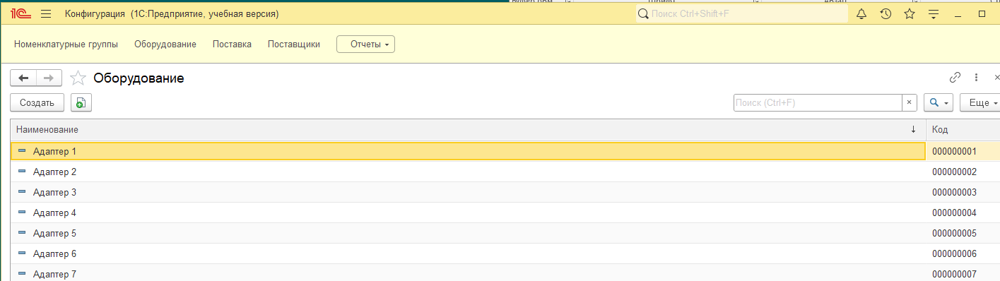 1С Конфигурация (1С:Предприятие, учебная версия) Поиск Ctrl+Shift+F
Номенклатурные группы Оборудование Поставка Поставщики Отчеты
Оборудование
Создать Поиск (Ctrl+F) × Еще
Наименование ↓ Код
Адаптер 1 000000001
Адаптер 2 000000002
Адаптер 3 000000003
Адаптер 4 000000004
Адаптер 5 000000005
Адаптер 6 000000006
Адаптер 7 000000007